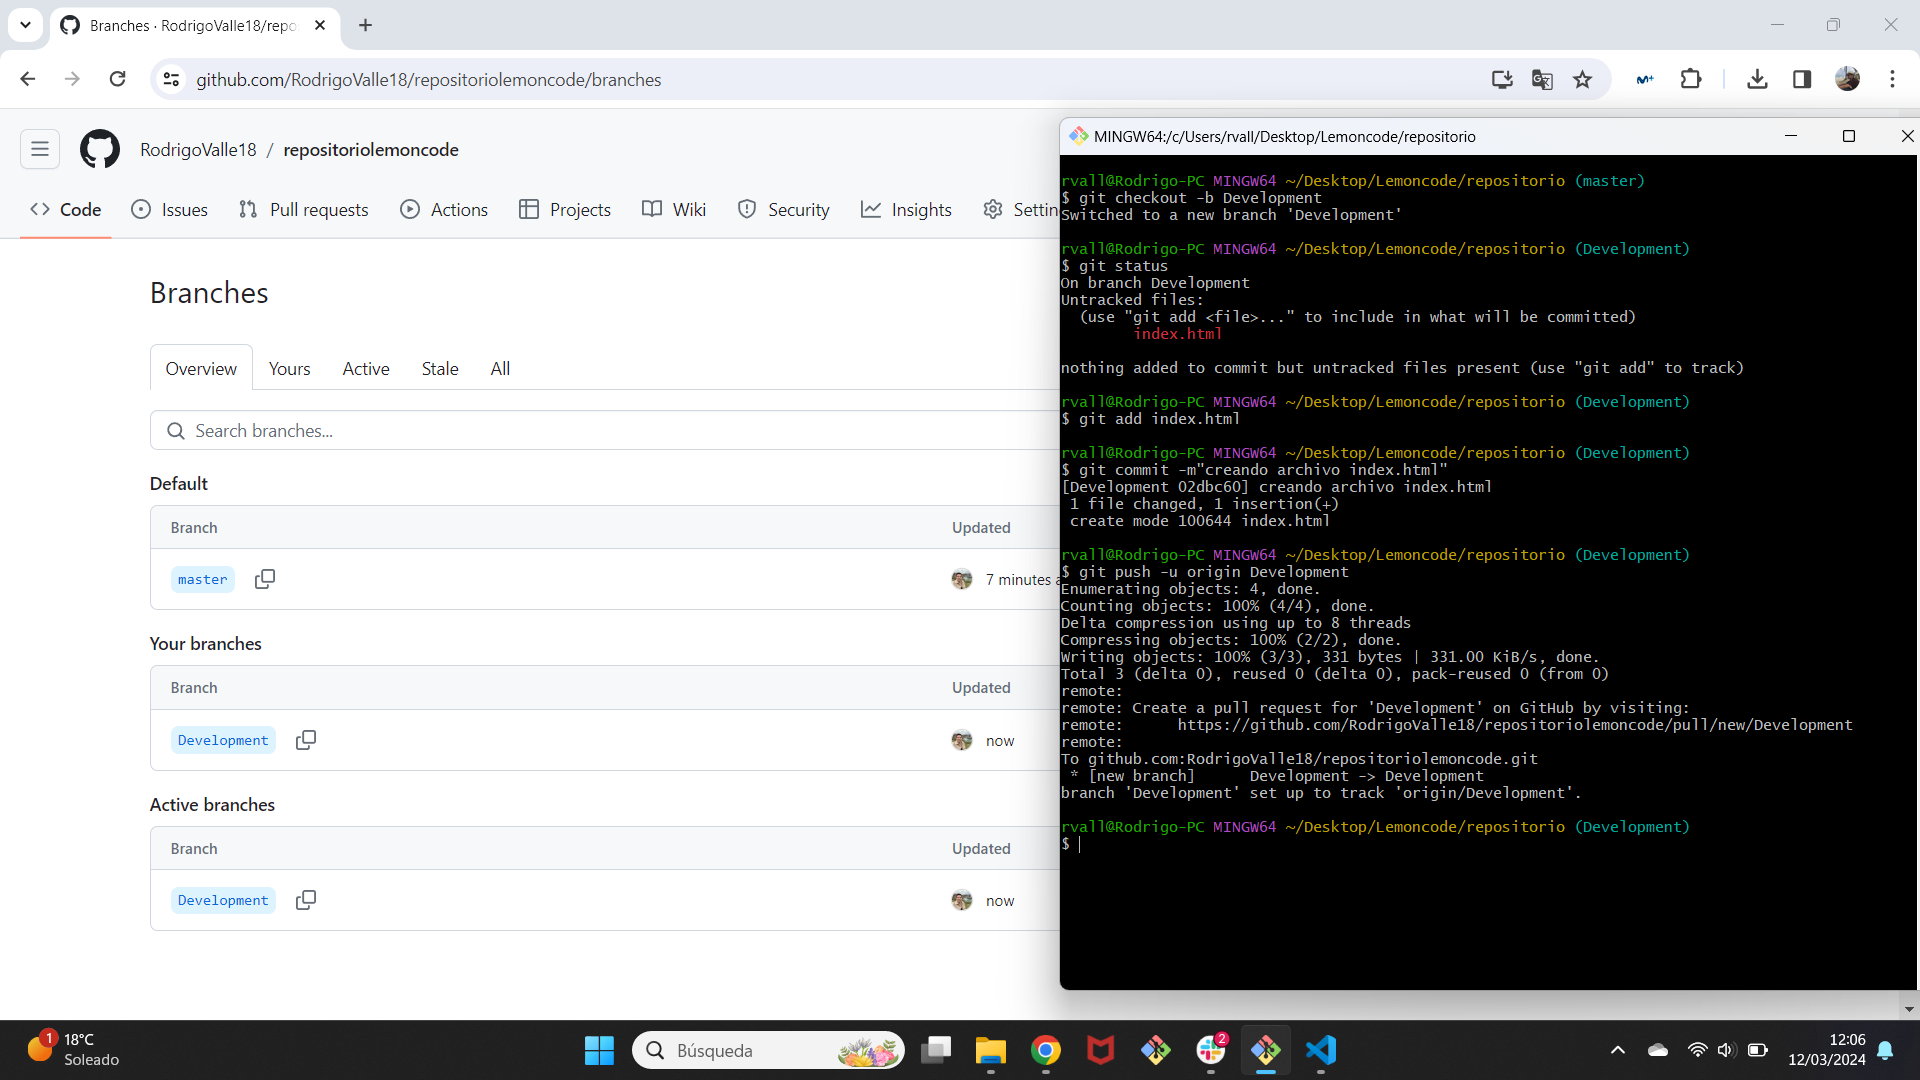 Branches · RodrigoValle18/repo
github.com/RodrigoValle18/repositoriolemoncode/branches
RodrigoValle18 / repositoriolemoncode
Code
Issues
Pull requests
Actions
Projects
Wiki
Security
Insights
Settin
Branches
Overview
Yours
Active
Stale
All
Search branches...
Default
Branch Updated
master 7 minutes a
Your branches
Branch Updated
Development now
Active branches
Branch Updated
Development now
MINGW64:/c/Users/rvall/Desktop/Lemoncode/repositorio
rvall@Rodrigo-PC MINGW64 ~/Desktop/Lemoncode/repositorio (master)
$ git checkout -b Development
Switched to a new branch 'Development'
rvall@Rodrigo-PC MINGW64 ~/Desktop/Lemoncode/repositorio (Development)
$ git status
On branch Development
Untracked files:
(use "git add <file>..." to include in what will be committed)
index.html
nothing added to commit but untracked files present (use "git add" to track)
rvall@Rodrigo-PC MINGW64 ~/Desktop/Lemoncode/repositorio (Development)
$ git add index.html
rvall@Rodrigo-PC MINGW64 ~/Desktop/Lemoncode/repositorio (Development)
$ git commit -m"creando archivo index.html"
[Development 02dbc60] creando archivo index.html
1 file changed, 1 insertion(+)
create mode 100644 index.html
rvall@Rodrigo-PC MINGW64 ~/Desktop/Lemoncode/repositorio (Development)
$ git push -u origin Development
Enumerating objects: 4, done.
Counting objects: 100% (4/4), done.
Delta compression using up to 8 threads
Compressing objects: 100% (2/2), done.
Writing objects: 100% (3/3), 331 bytes | 331.00 KiB/s, done.
Total 3 (delta 0), reused 0 (delta 0), pack-reused 0 (from 0)
remote:
remote: Create a pull request for 'Development' on GitHub by visiting:
remote: https://github.com/RodrigoValle18/repositoriolemoncode/pull/new/Development
remote:
To github.com:RodrigoValle18/repositoriolemoncode.git
* [new branch] Development -> Development
branch 'Development' set up to track 'origin/Development'.
rvall@Rodrigo-PC MINGW64 ~/Desktop/Lemoncode/repositorio (Development)
$
1
18°C
Soleado
Búsqueda
2
12:06
12/03/2024